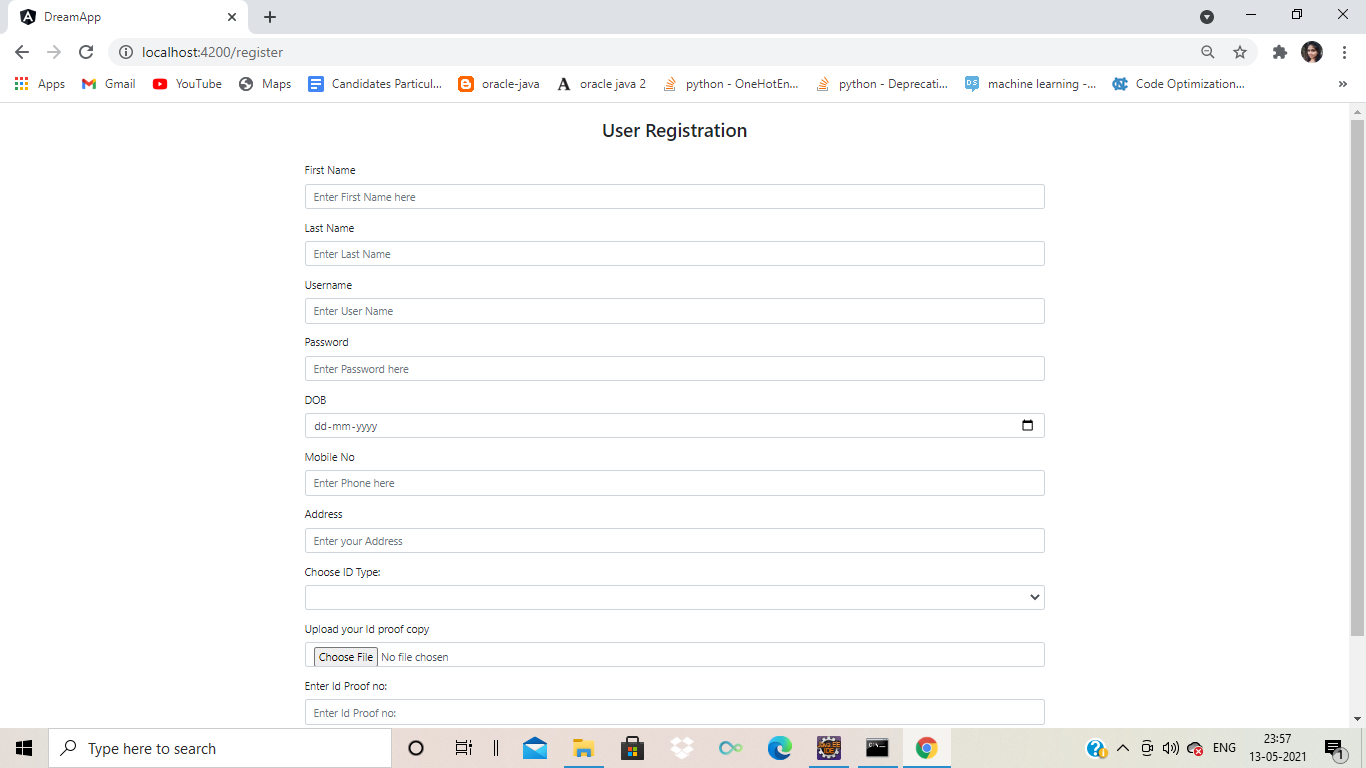 DreamApp
localhost:4200/register
Apps Gmail YouTube Maps Candidates Particul... oracle-java A oracle java 2 python - OneHotEn... python - Deprecati... DS machine learning -... Code Optimization... »
User Registration
First Name
Enter First Name here
Last Name
Enter Last Name
Username
Enter User Name
Password
Enter Password here
DOB
dd-mm-yyyy
Mobile No
Enter Phone here
Address
Enter your Address
Choose ID Type:
Upload your Id proof copy
Choose File No file chosen
Enter Id Proof no:
Enter Id Proof no:
Type here to search
ENG 23:57 1
13-05-2021